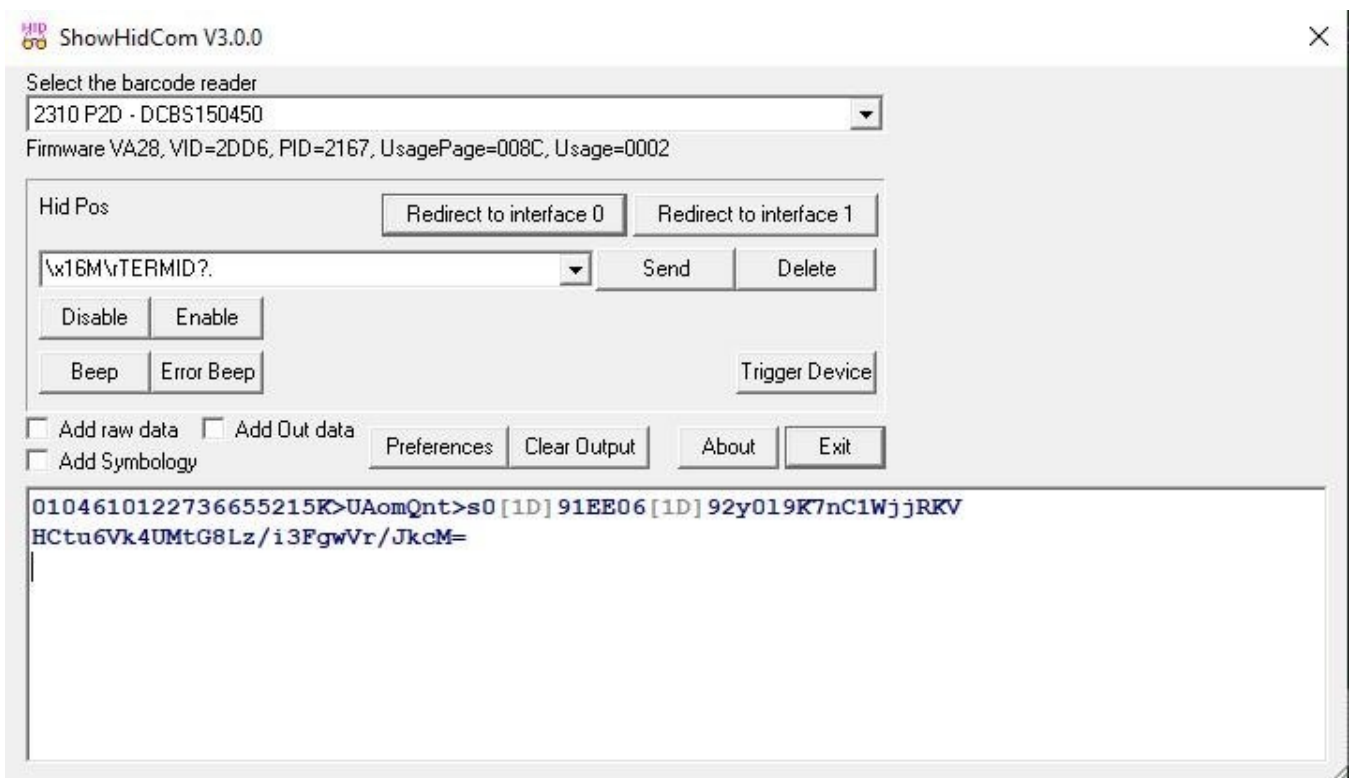 HID
ShowHidCom V3.0.0
Select the barcode reader
2310 P2D - DCBS150450
Firmware VA28, VID=2DD6, PID=2167, UsagePage=008C, Usage=0002
Hid Pos
Redirect to interface 0
Redirect to interface 1
\x16M\rTERMID?.
Send
Delete
Disable
Enable
Beep
Error Beep
Trigger Device
Add raw data
Add Out data
Add Symbology
Preferences
Clear Output
About
Exit
0104610122736655215K>UAomQnt>s0[1D]91EE06[1D]92y0l9K7nC1WjjRKV
HCtu6Vk4UMtG8Lz/i3FgwVr/JkcM=